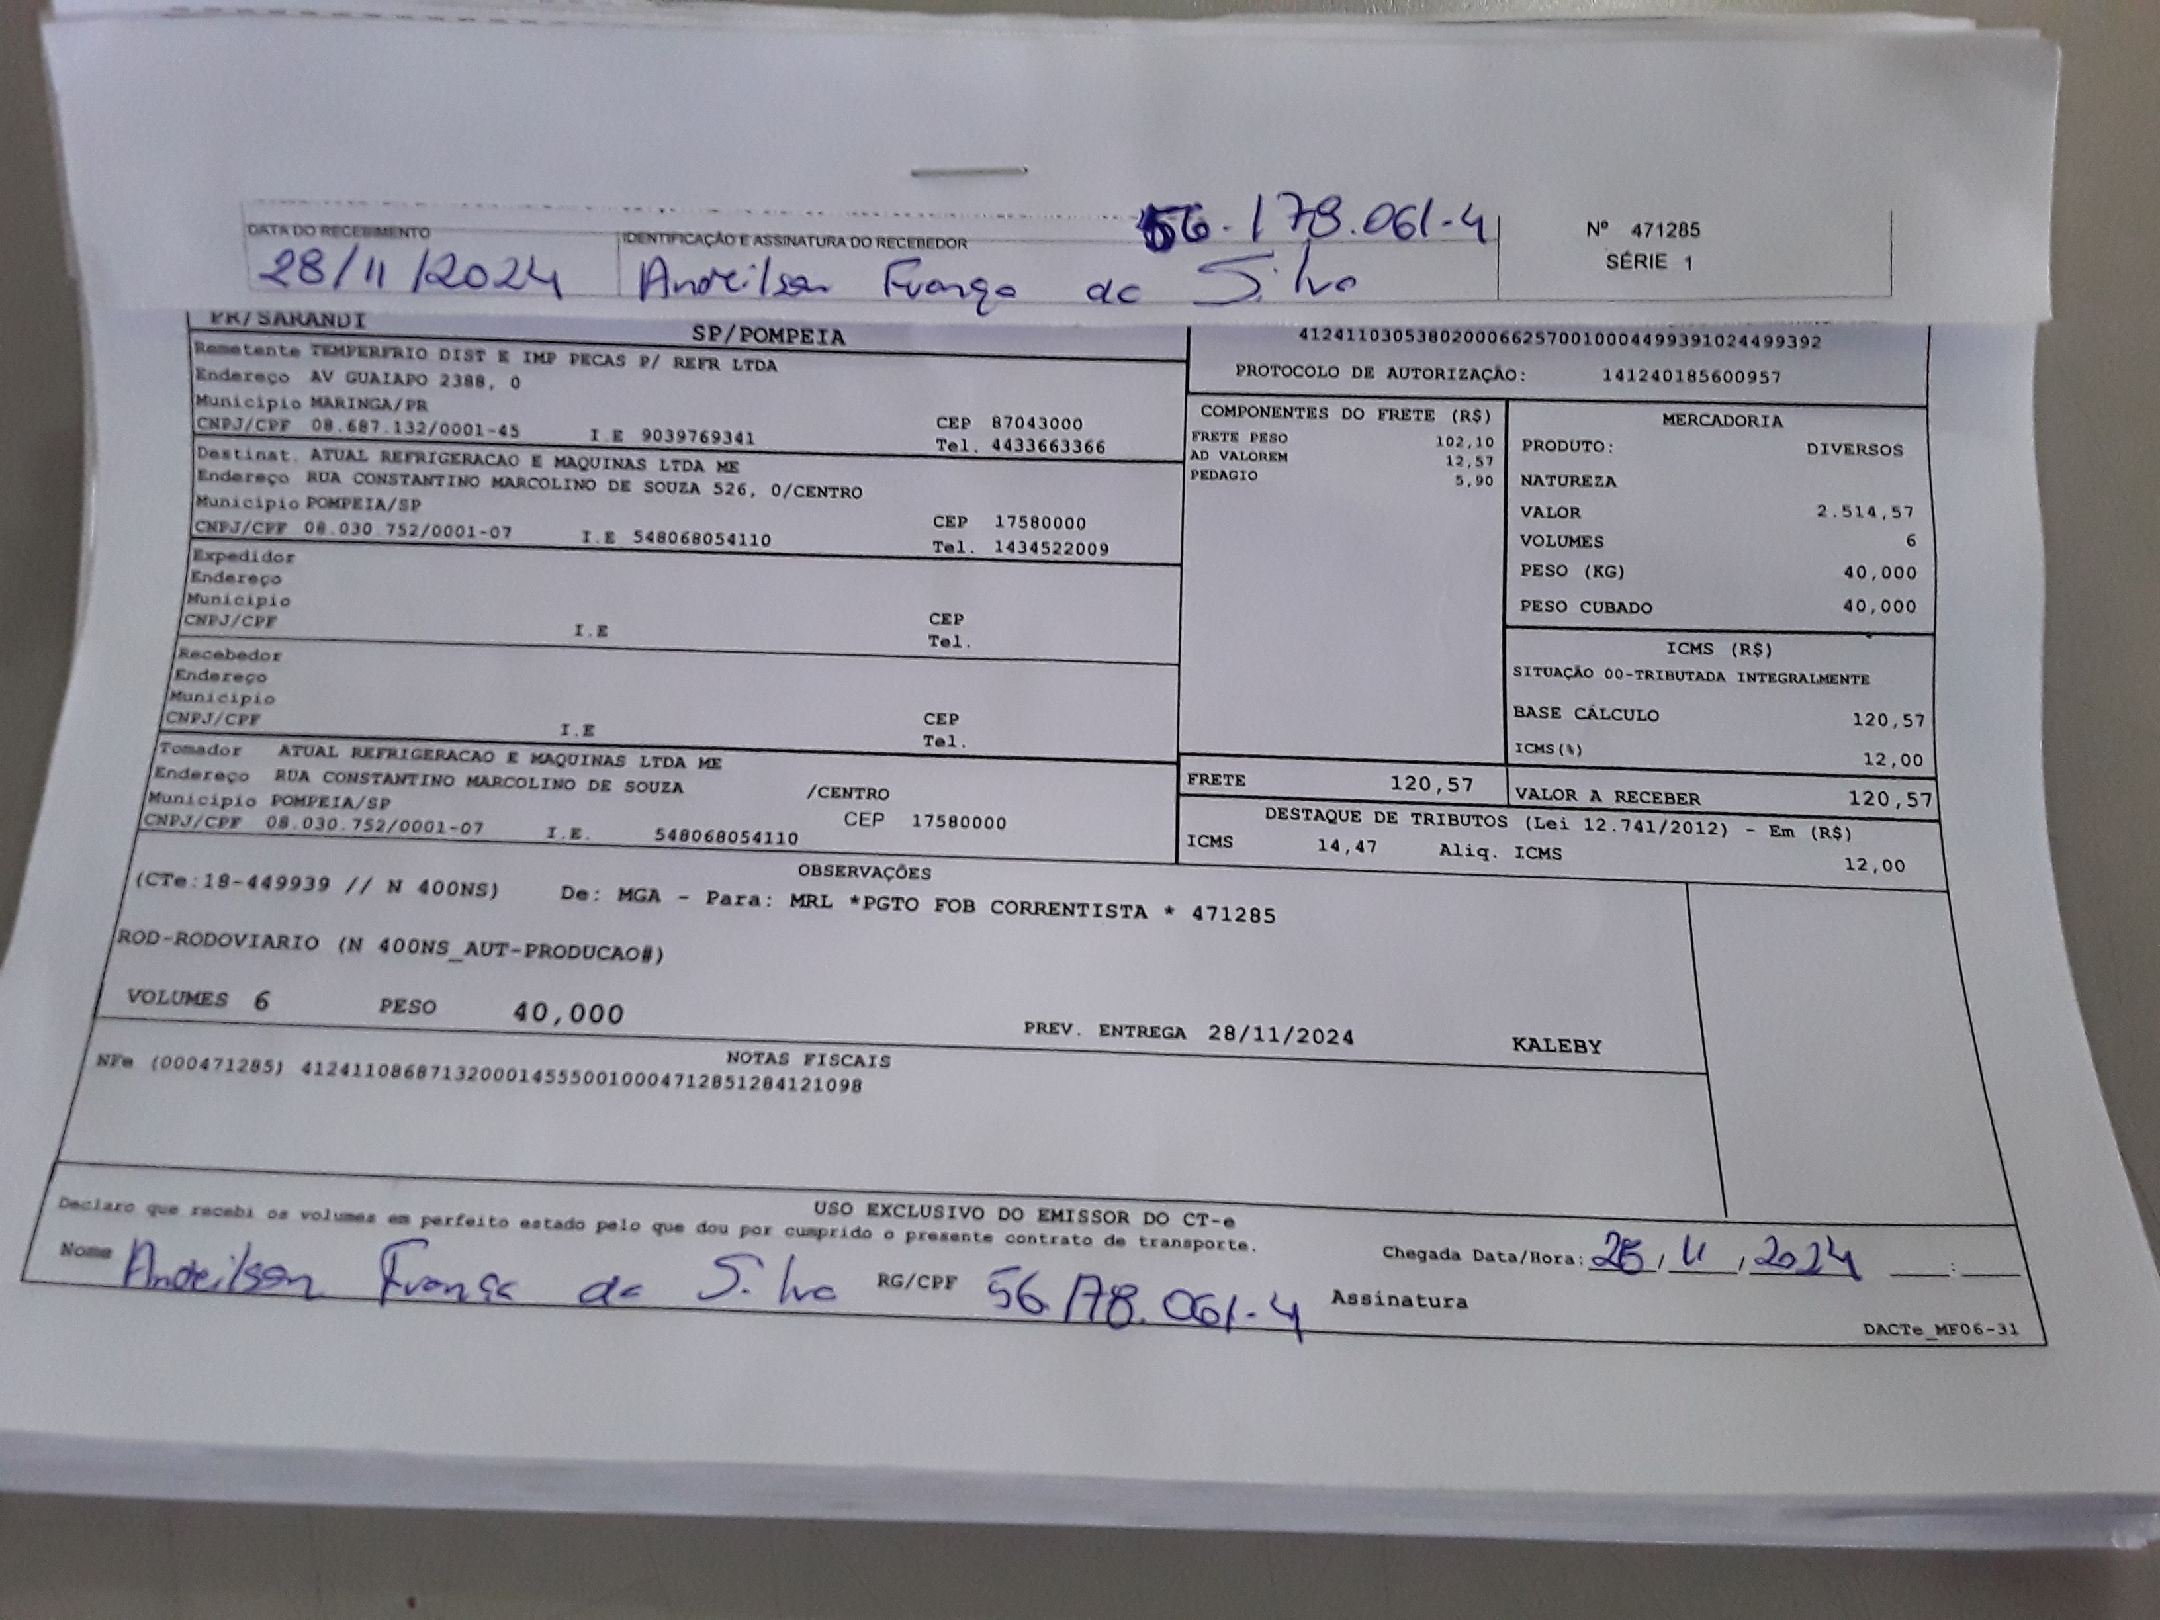 56.178.061-4
DATA DO RECEBIMENTO IDENTIFICAÇÃO E ASSINATURA DO RECEBEDOR Nº 471285
28/11/2024 Andeilson França da Silva SÉRIE 1
PR/SARANDI SP/POMPEIA
41241103053802000662570010004499391024499392
PROTOCOLO DE AUTORIZAÇÃO: 141240185600957
Remetente TEMPERFRIO DIST E IMP PECAS P/ REFR LTDA
Endereço AV GUAIAPO 2388, 0
Municipio MARINGA/PR CEP 87043000
CNPJ/CPF 08.687.132/0001-45 I.E 9039769341 Tel. 4433663366
Destinat. ATUAL REFRIGERACAO E MAQUINAS LTDA ME
Endereço RUA CONSTANTINO MARCOLINO DE SOUZA 526, 0/CENTRO
Municipio POMPEIA/SP CEP 17580000
CNPJ/CPF 08.030.752/0001-07 I.E 548068054110 Tel. 1434522009
Expedidor
Endereço
Municipio CEP
CNPJ/CPF I.E Tel.
Recebedor
Endereço
Municipio CEP
CNPJ/CPF I.E Tel.
Tomador ATUAL REFRIGERACAO E MAQUINAS LTDA ME
Endereço RUA CONSTANTINO MARCOLINO DE SOUZA /CENTRO
Municipio POMPEIA/SP CEP 17580000
CNPJ/CPF 08.030.752/0001-07 I.E. 548068054110
COMPONENTES DO FRETE (R$)
FRETE PESO 102,10
AD VALOREM 12,57
PEDAGIO 5,90
MERCADORIA
PRODUTO: DIVERSOS
NATUREZA
VALOR 2.514,57
VOLUMES 6
PESO (KG) 40,000
PESO CUBADO 40,000
ICMS (R$)
SITUAÇÃO 00-TRIBUTADA INTEGRALMENTE
BASE CÁLCULO 120,57
ICMS(%) 12,00
FRETE 120,57 VALOR A RECEBER 120,57
DESTAQUE DE TRIBUTOS (Lei 12.741/2012) - Em (R$)
ICMS 14,47 Aliq. ICMS 12,00
OBSERVAÇÕES
(CTe:18-449939 // N 400NS) De: MGA - Para: MRL *PGTO FOB CORRENTISTA * 471285
ROD-RODOVIARIO (N 400NS_AUT-PRODUCAO#)
VOLUMES 6 PESO 40,000 PREV. ENTREGA 28/11/2024 KALEBY
NOTAS FISCAIS
NFe (000471285) 41241108687132000145550010004712851284121098
USO EXCLUSIVO DO EMISSOR DO CT-e
Declaro que recebi os volumes em perfeito estado pelo que dou por cumprido o presente contrato de transporte.
Chegada Data/Hora: 28/11/2024 __:__
Nome Andeilson França da Silva RG/CPF 56.178.061-4 Assinatura
DACTe_MF06-31